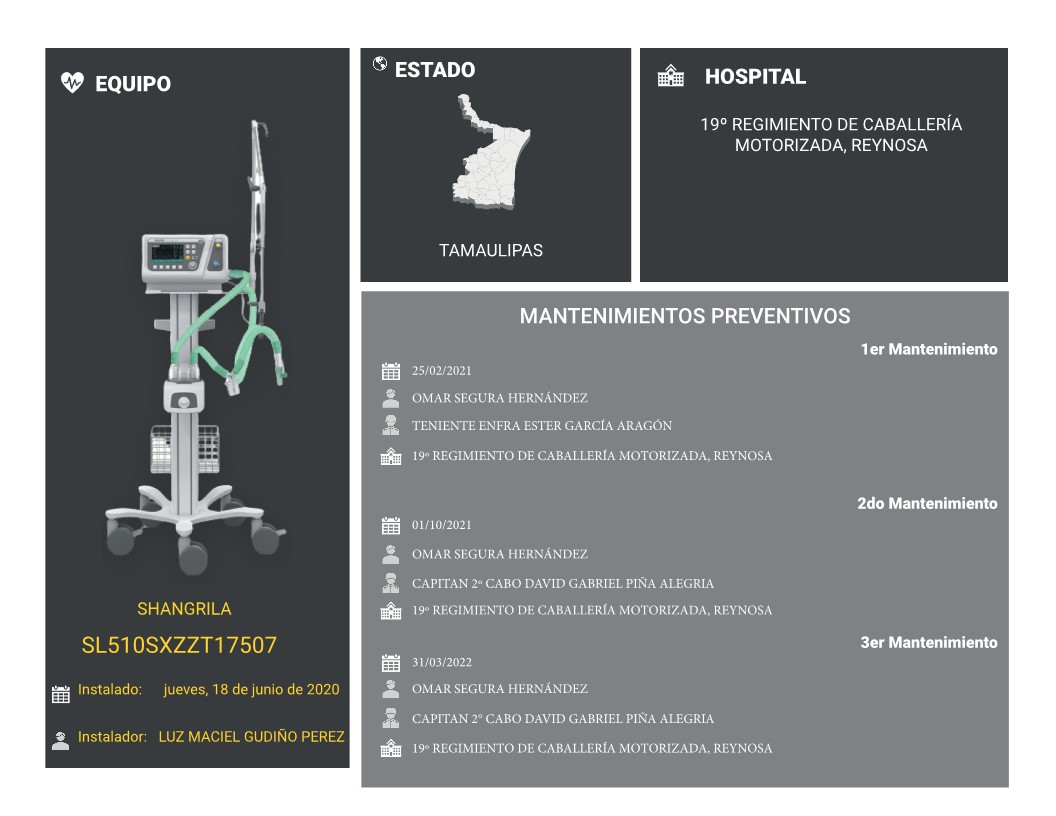 EQUIPO
SHANGRILA
SL510SXZZT17507
Instalado: jueves, 18 de junio de 2020
Instalador: LUZ MACIEL GUDIÑO PEREZ
ESTADO
TAMAULIPAS
HOSPITAL
19º REGIMIENTO DE CABALLERÍA
MOTORIZADA, REYNOSA
MANTENIMIENTOS PREVENTIVOS
1er Mantenimiento
25/02/2021
OMAR SEGURA HERNÁNDEZ
TENIENTE ENFRA ESTER GARCÍA ARAGÓN
19º REGIMIENTO DE CABALLERÍA MOTORIZADA, REYNOSA
2do Mantenimiento
01/10/2021
OMAR SEGURA HERNÁNDEZ
CAPITAN 2º CABO DAVID GABRIEL PIÑA ALEGRIA
19º REGIMIENTO DE CABALLERÍA MOTORIZADA, REYNOSA
3er Mantenimiento
31/03/2022
OMAR SEGURA HERNÁNDEZ
CAPITAN 2° CABO DAVID GABRIEL PIÑA ALEGRIA
19º REGIMIENTO DE CABALLERÍA MOTORIZADA, REYNOSA